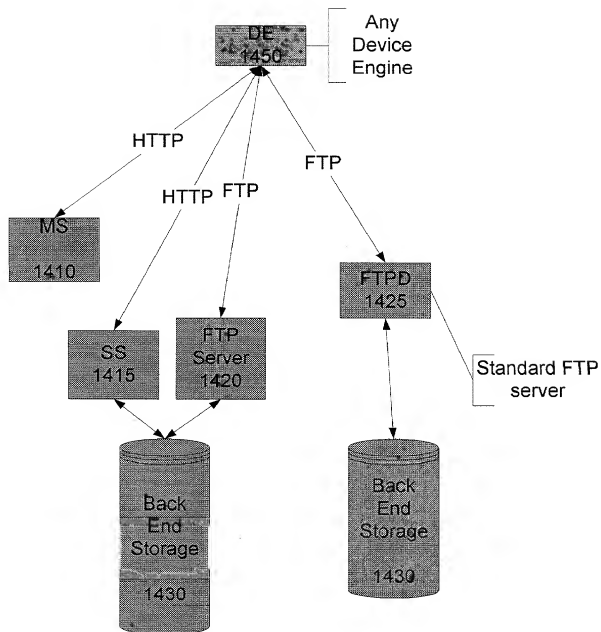 DE
1450
Any
Device
Engine
HTTP
HTTP
FTP
FTP
MS
1410
SS
1415
FTP
Server
1420
FTPD
1425
Standard FTP
server
Back
End
Storage
1430
Back
End
Storage
1430